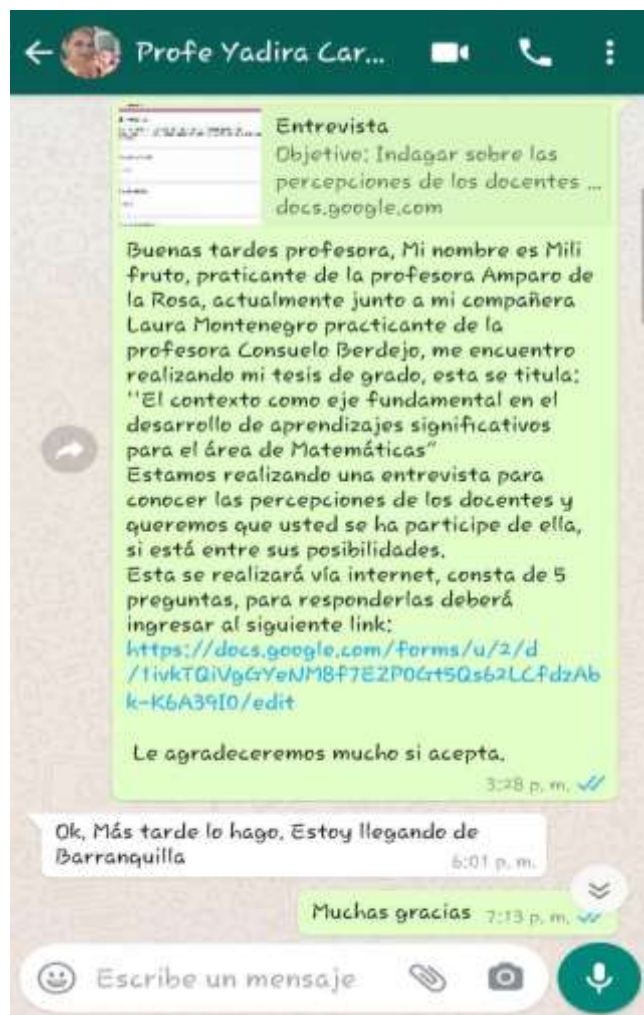 Profe Yadira Car...
Entrevista
Objetivo: Indagar sobre las
percepciones de los docentes ...
docs.google.com
Buenas tardes profesora, Mi nombre es Mili
fruto, praticante de la profesora Amparo de
la Rosa, actualmente junto a mi compañera
Laura Montenegro practicante de la
profesora Consuelo Berdejo, me encuentro
realizando mi tesis de grado, esta se titula:
''El contexto como eje fundamental en el
desarrollo de aprendizajes significativos
para el área de Matemáticas"
Estamos realizando una entrevista para
conocer las percepciones de los docentes y
queremos que usted se ha participe de ella,
si está entre sus posibilidades.
Esta se realizará vía internet, consta de 5
preguntas, para responderlas deberá
ingresar al siguiente link:
https://docs.google.com/forms/u/2/d
/1ivkTQiVgGYeNM8f7EZP0Gt5Qs62LCfdzAb
k-K6A39I0/edit
Le agradeceremos mucho si acepta.
3:28 p. m.
Ok. Más tarde lo hago. Estoy llegando de
Barranquilla
6:01 p. m.
Muchas gracias 7:13 p. m.
Escribe un mensaje